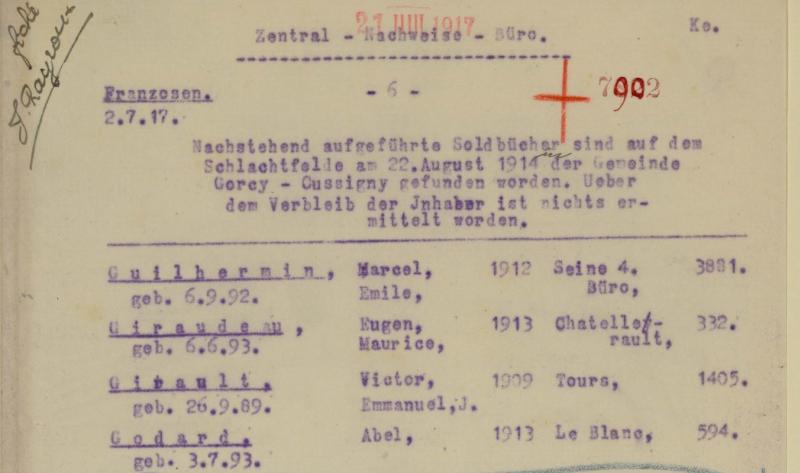 Zentral - Nachweise - Büro.
Ke.
Franzosen.
- 6 -
7902
2.7.17.
Nachstehend aufgeführte Soldbücher sind auf dem
Schlachtfelde am 22.August 1914 der Gemeinde
Gorcy - Cussigny gefunden worden. Ueber
dem Verbleib der Jnhaber ist nichts er-
mittelt worden.
Guilhermin, Marcel, 1912 Seine 4. 3881.
geb. 6.9.92. Emile, Büro,
Giraudeau, Eugen, 1913 Chatelle 332.
geb. 6.6.93. Maurice, rault,
Girault, Victor, 1909 Tours, 1405.
geb. 26.9.89. Emmanuel,J.
Godard, Abel, 1913 Le Blanc, 594.
geb. 3.7.93.